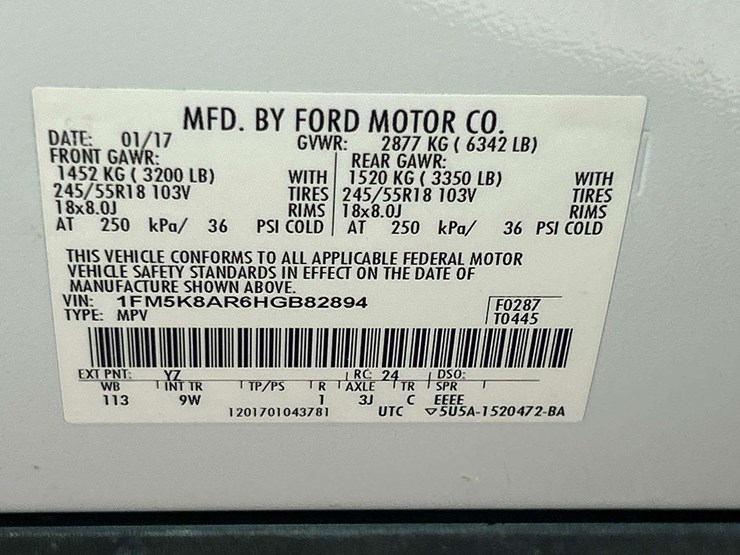 MFD. BY FORD MOTOR CO.
DATE: 01/17 GVWR: 2877 KG ( 6342 LB)
FRONT GAWR: REAR GAWR:
1452 KG ( 3200 LB) WITH 1520 KG ( 3350 LB) WITH
245/55R18 103V TIRES 245/55R18 103V TIRES
18x8.0J RIMS 18x8.0J RIMS
AT 250 kPa/ 36 PSI COLD AT 250 kPa/ 36 PSI COLD
THIS VEHICLE CONFORMS TO ALL APPLICABLE FEDERAL MOTOR
VEHICLE SAFETY STANDARDS IN EFFECT ON THE DATE OF
MANUFACTURE SHOWN ABOVE.
VIN: 1FM5K8AR6HGB82894 F0287
TYPE: MPV T0445
EXT PNT: YZ RC: 24 DSO:
WB INT TR TP/PS R AXLE TR SPR
113 9W 1 3J C EEEE
1201701043781 UTC ▽5U5A-1520472-BA